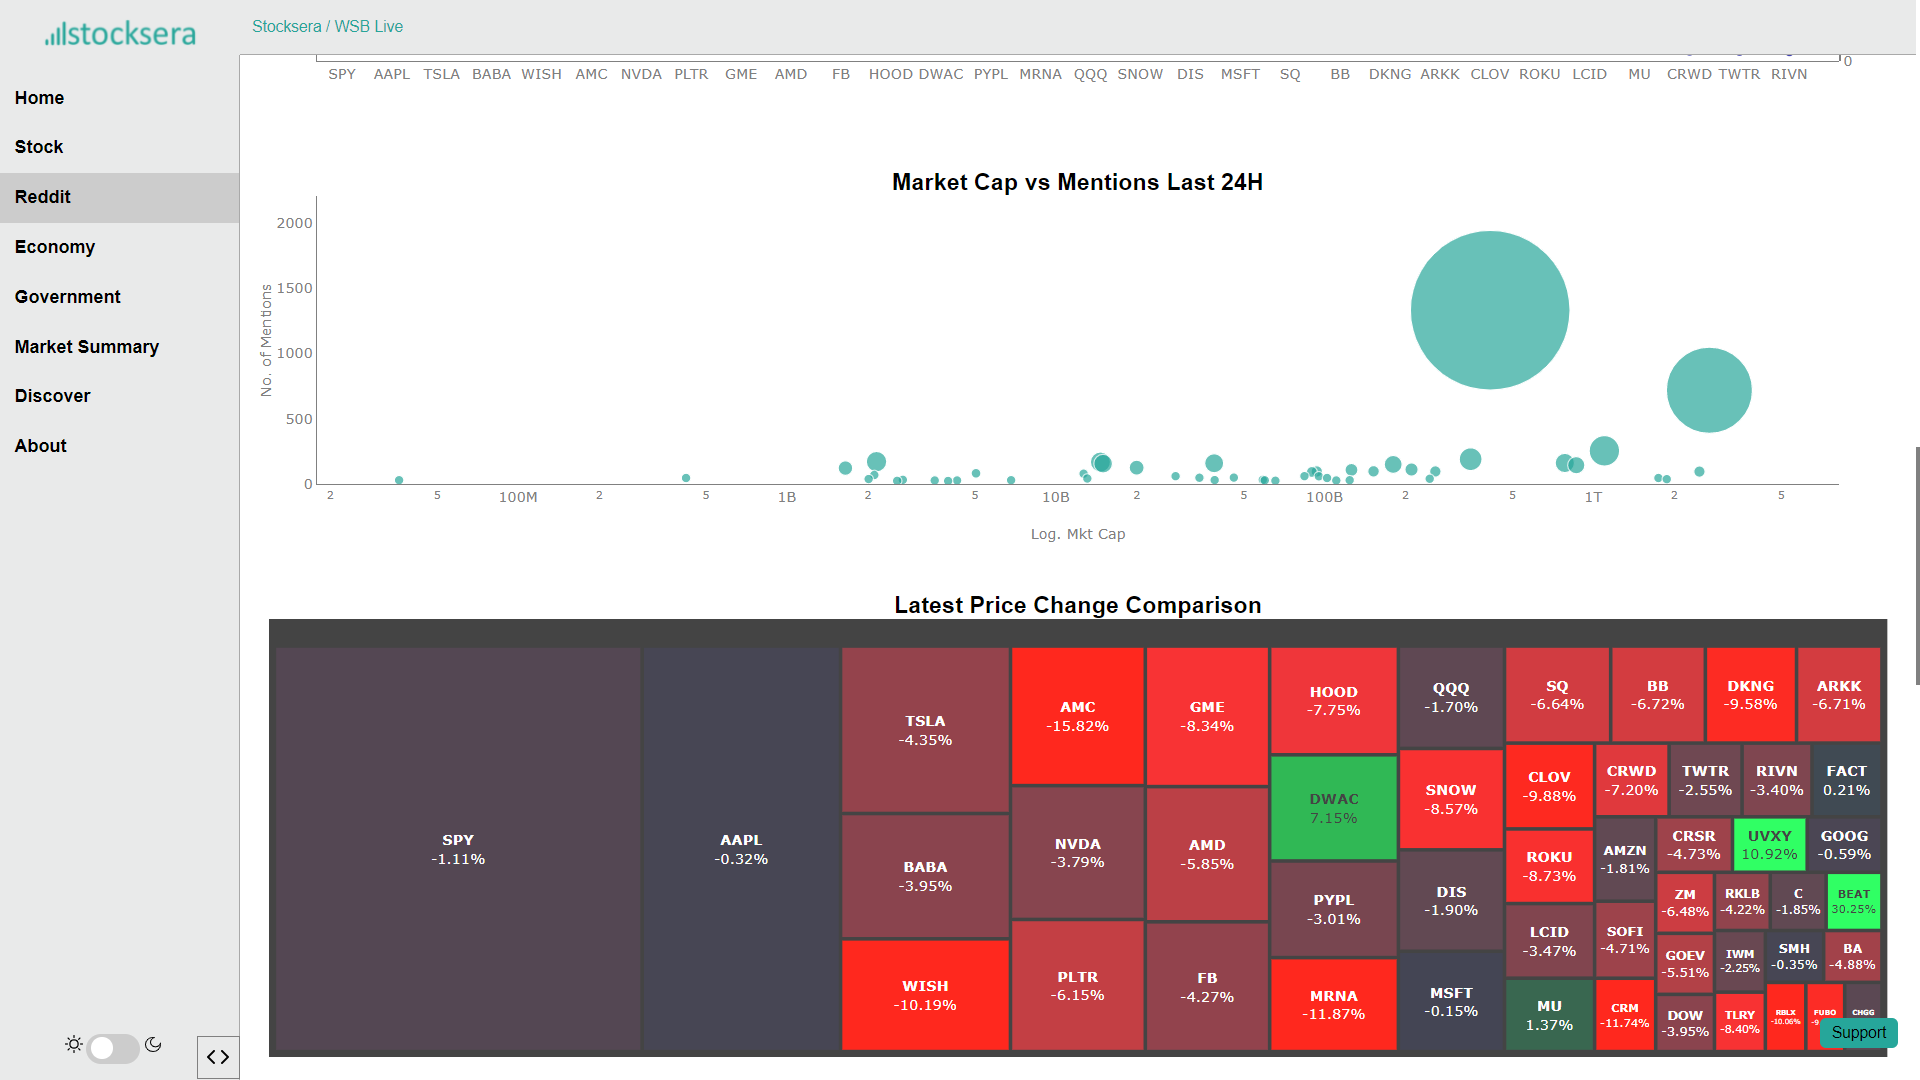 stocksera
Stocksera / WSB Live
Home
Stock
Reddit
Economy
Government
Market Summary
Discover
About
0
SPY AAPL TSLA BABA WISH AMC NVDA PLTR GME AMD FB HOOD DWAC PYPL MRNA QQQ SNOW DIS MSFT SQ BB DKNG ARKK CLOV ROKU LCID MU CRWD TWTR RIVN
Market Cap vs Mentions Last 24H
No. of Mentions
2000
1500
1000
500
0
2 5 100M 2 5 1B 2 5 10B 2 5 100B 2 5 1T 2 5
Log. Mkt Cap
Latest Price Change Comparison
SPY
-1.11%
AAPL
-0.32%
TSLA
-4.35%
BABA
-3.95%
WISH
-10.19%
AMC
-15.82%
NVDA
-3.79%
PLTR
-6.15%
GME
-8.34%
AMD
-5.85%
FB
-4.27%
HOOD
-7.75%
DWAC
7.15%
PYPL
-3.01%
MRNA
-11.87%
QQQ
-1.70%
SNOW
-8.57%
DIS
-1.90%
MSFT
-0.15%
SQ
-6.64%
BB
-6.72%
DKNG
-9.58%
ARKK
-6.71%
CLOV
-9.88%
ROKU
-8.73%
LCID
-3.47%
MU
1.37%
CRWD
-7.20%
TWTR
-2.55%
RIVN
-3.40%
FACT
0.21%
AMZN
-1.81%
SOFI
-4.71%
CRM
-11.74%
CRSR
-4.73%
UVXY
10.92%
GOOG
-0.59%
ZM
-6.48%
RKLB
-4.22%
C
-1.85%
BEAT
30.25%
GOEV
-5.51%
IWM
-2.25%
SMH
-0.35%
BA
-4.88%
DOW
-3.95%
TLRY
-8.40%
RBLX
-10.06%
FUBO
CHGG
Support